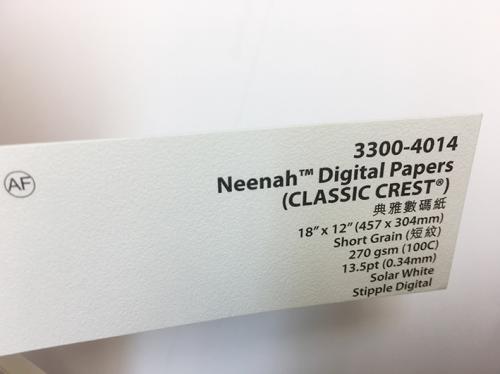 AF
3300-4014
Neenah™ Digital Papers
(CLASSIC CREST®)
典雅數碼紙
18" x 12" (457 x 304mm)
Short Grain (短紋)
270 gsm (100C)
13.5pt (0.34mm)
Solar White
Stipple Digital